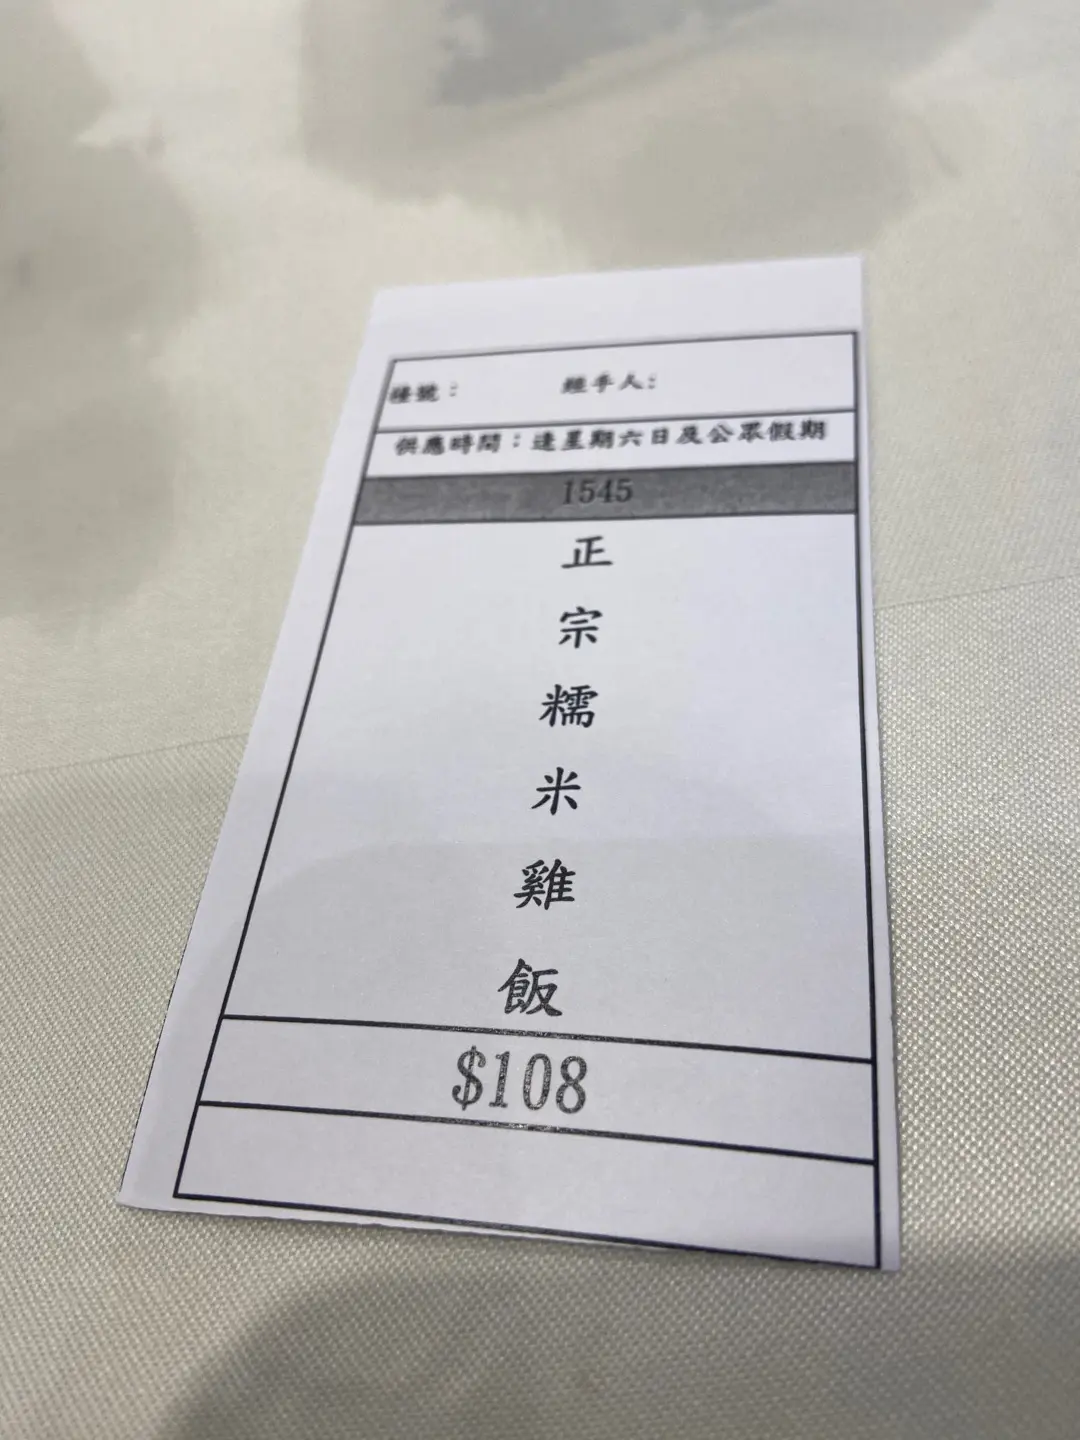 檯號： 經手人:
供應時間：逢星期六日及公眾假期
1545
正宗糯米雞飯
$108